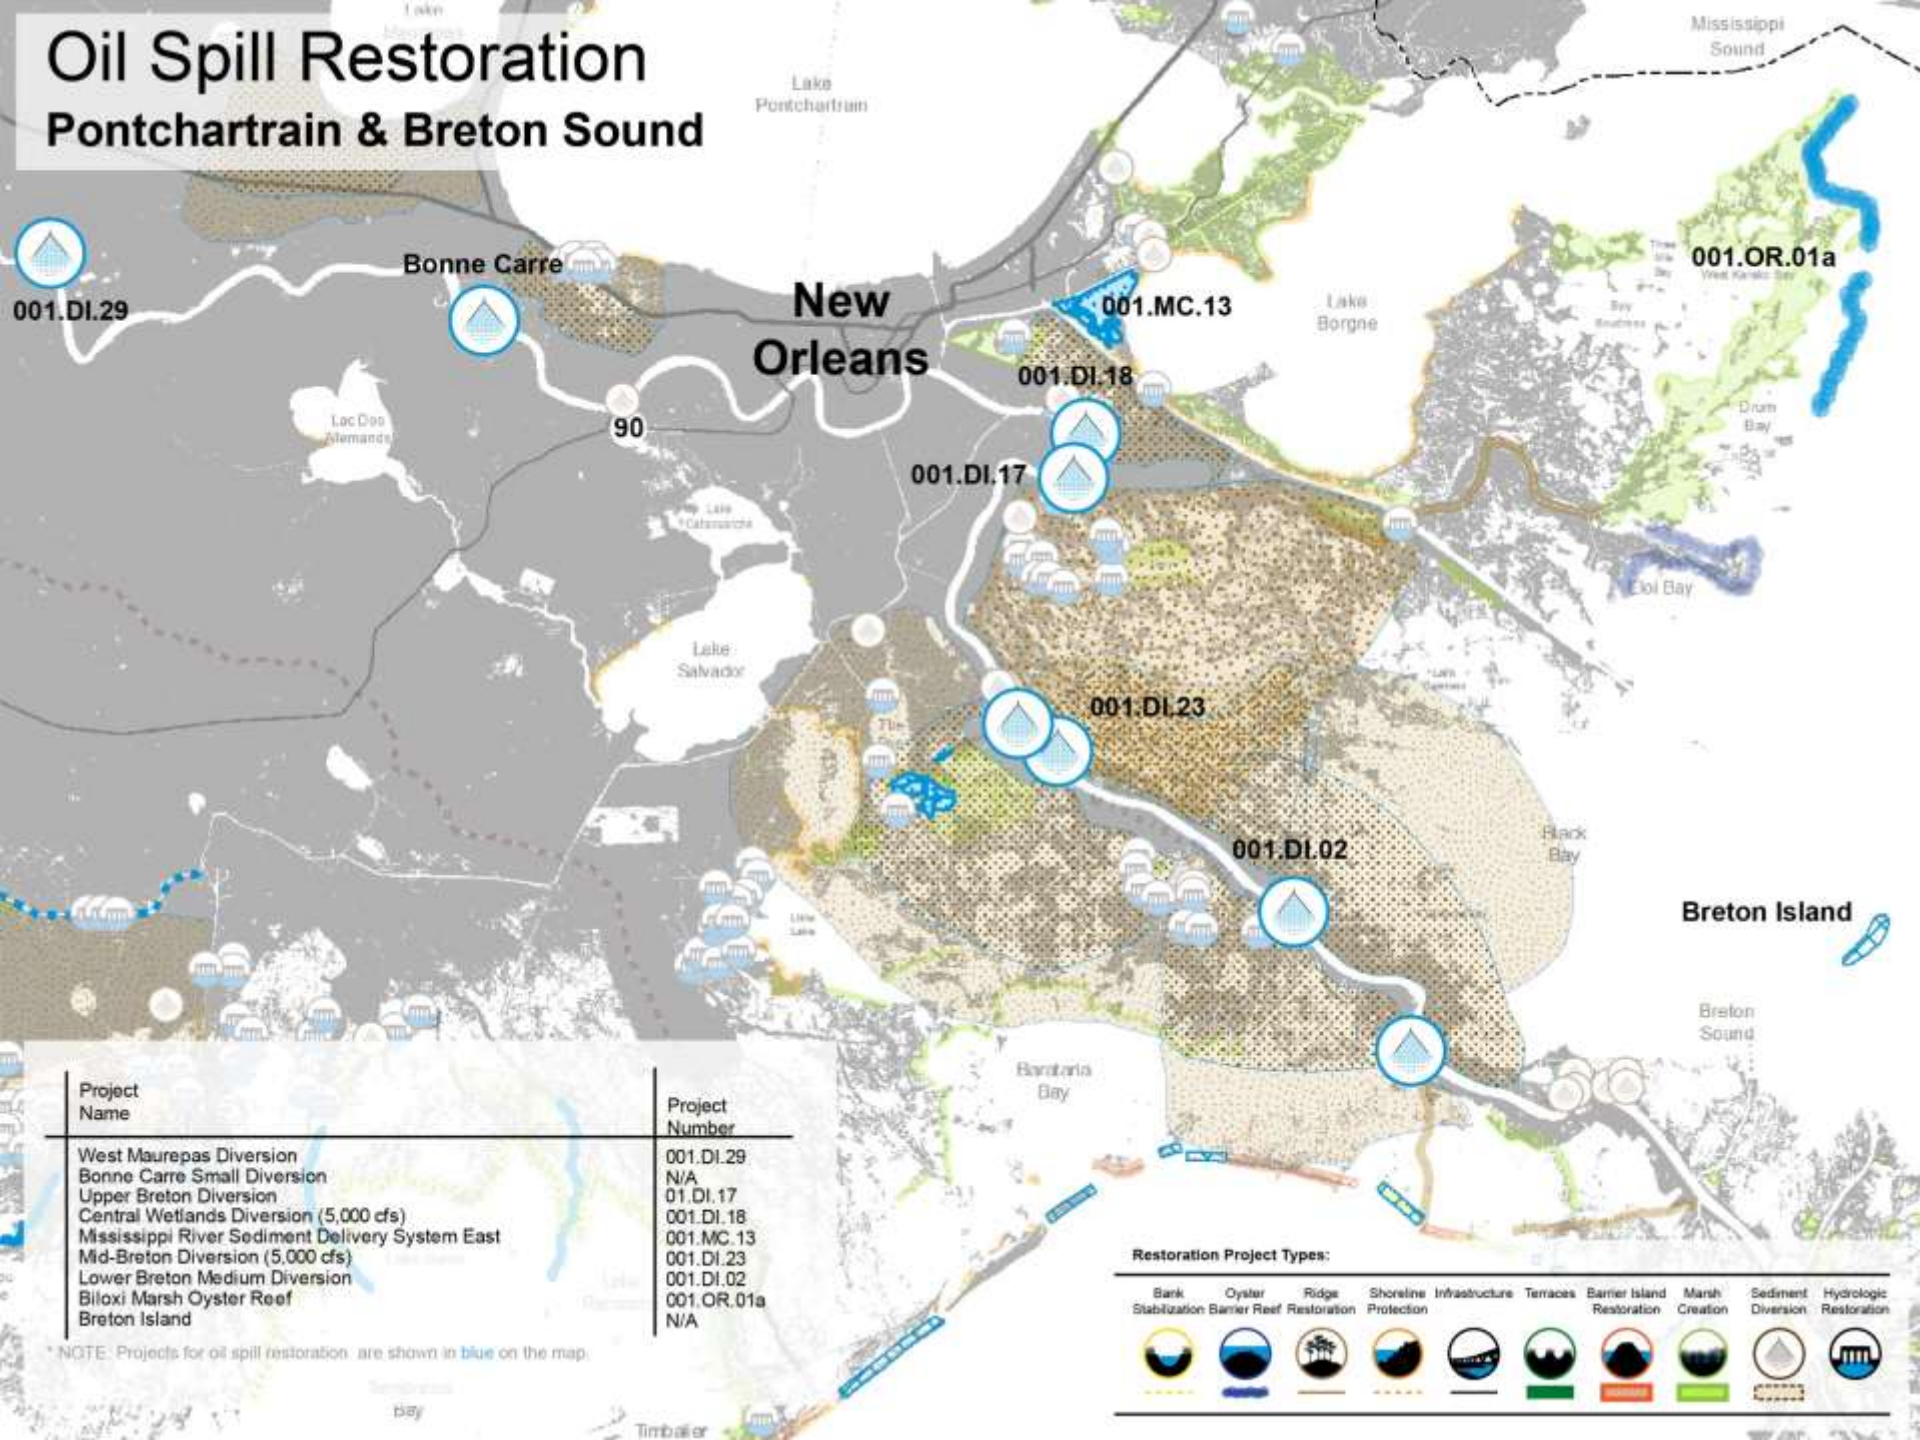 Oil Spill Restoration
Pontchartrain & Breton Sound
Lake
Mississippi
Sound
Lake
Pontchartrain
001.OR.01a
Bonne Carre
001.DI.29
New
Orleans
001.MC.13
Lake
Borgne
001.DI.18
Lac Des
Allemands
90
Drum
Bay
001.DI.17
Lake
Eloi Bay
Lake
Salvador
001.DI.23
The
001.DI.02
Black
Bay
Breton Island
Little
Lake
Breton
Sound
Barataria
Bay
Project
Name
Project
Number
West Maurepas Diversion 001.DI.29
Bonne Carre Small Diversion N/A
Upper Breton Diversion 01.DI.17
Central Wetlands Diversion (5,000 cfs) 001.DI.18
Mississippi River Sediment Delivery System East 001.MC.13
Mid-Breton Diversion (5,000 cfs) 001.DI.23
Lower Breton Medium Diversion 001.DI.02
Biloxi Marsh Oyster Reef 001.OR.01a
Breton Island N/A
* NOTE: Projects for oil spill restoration are shown in blue on the map.
Bay
Timbalier
Restoration Project Types:
Bank
Stabilization
Oyster
Barrier Reef
Ridge
Restoration
Shoreline
Protection
Infrastructure
Terraces
Barrier Island
Restoration
Marsh
Creation
Sediment
Diversion
Hydrologic
Restoration